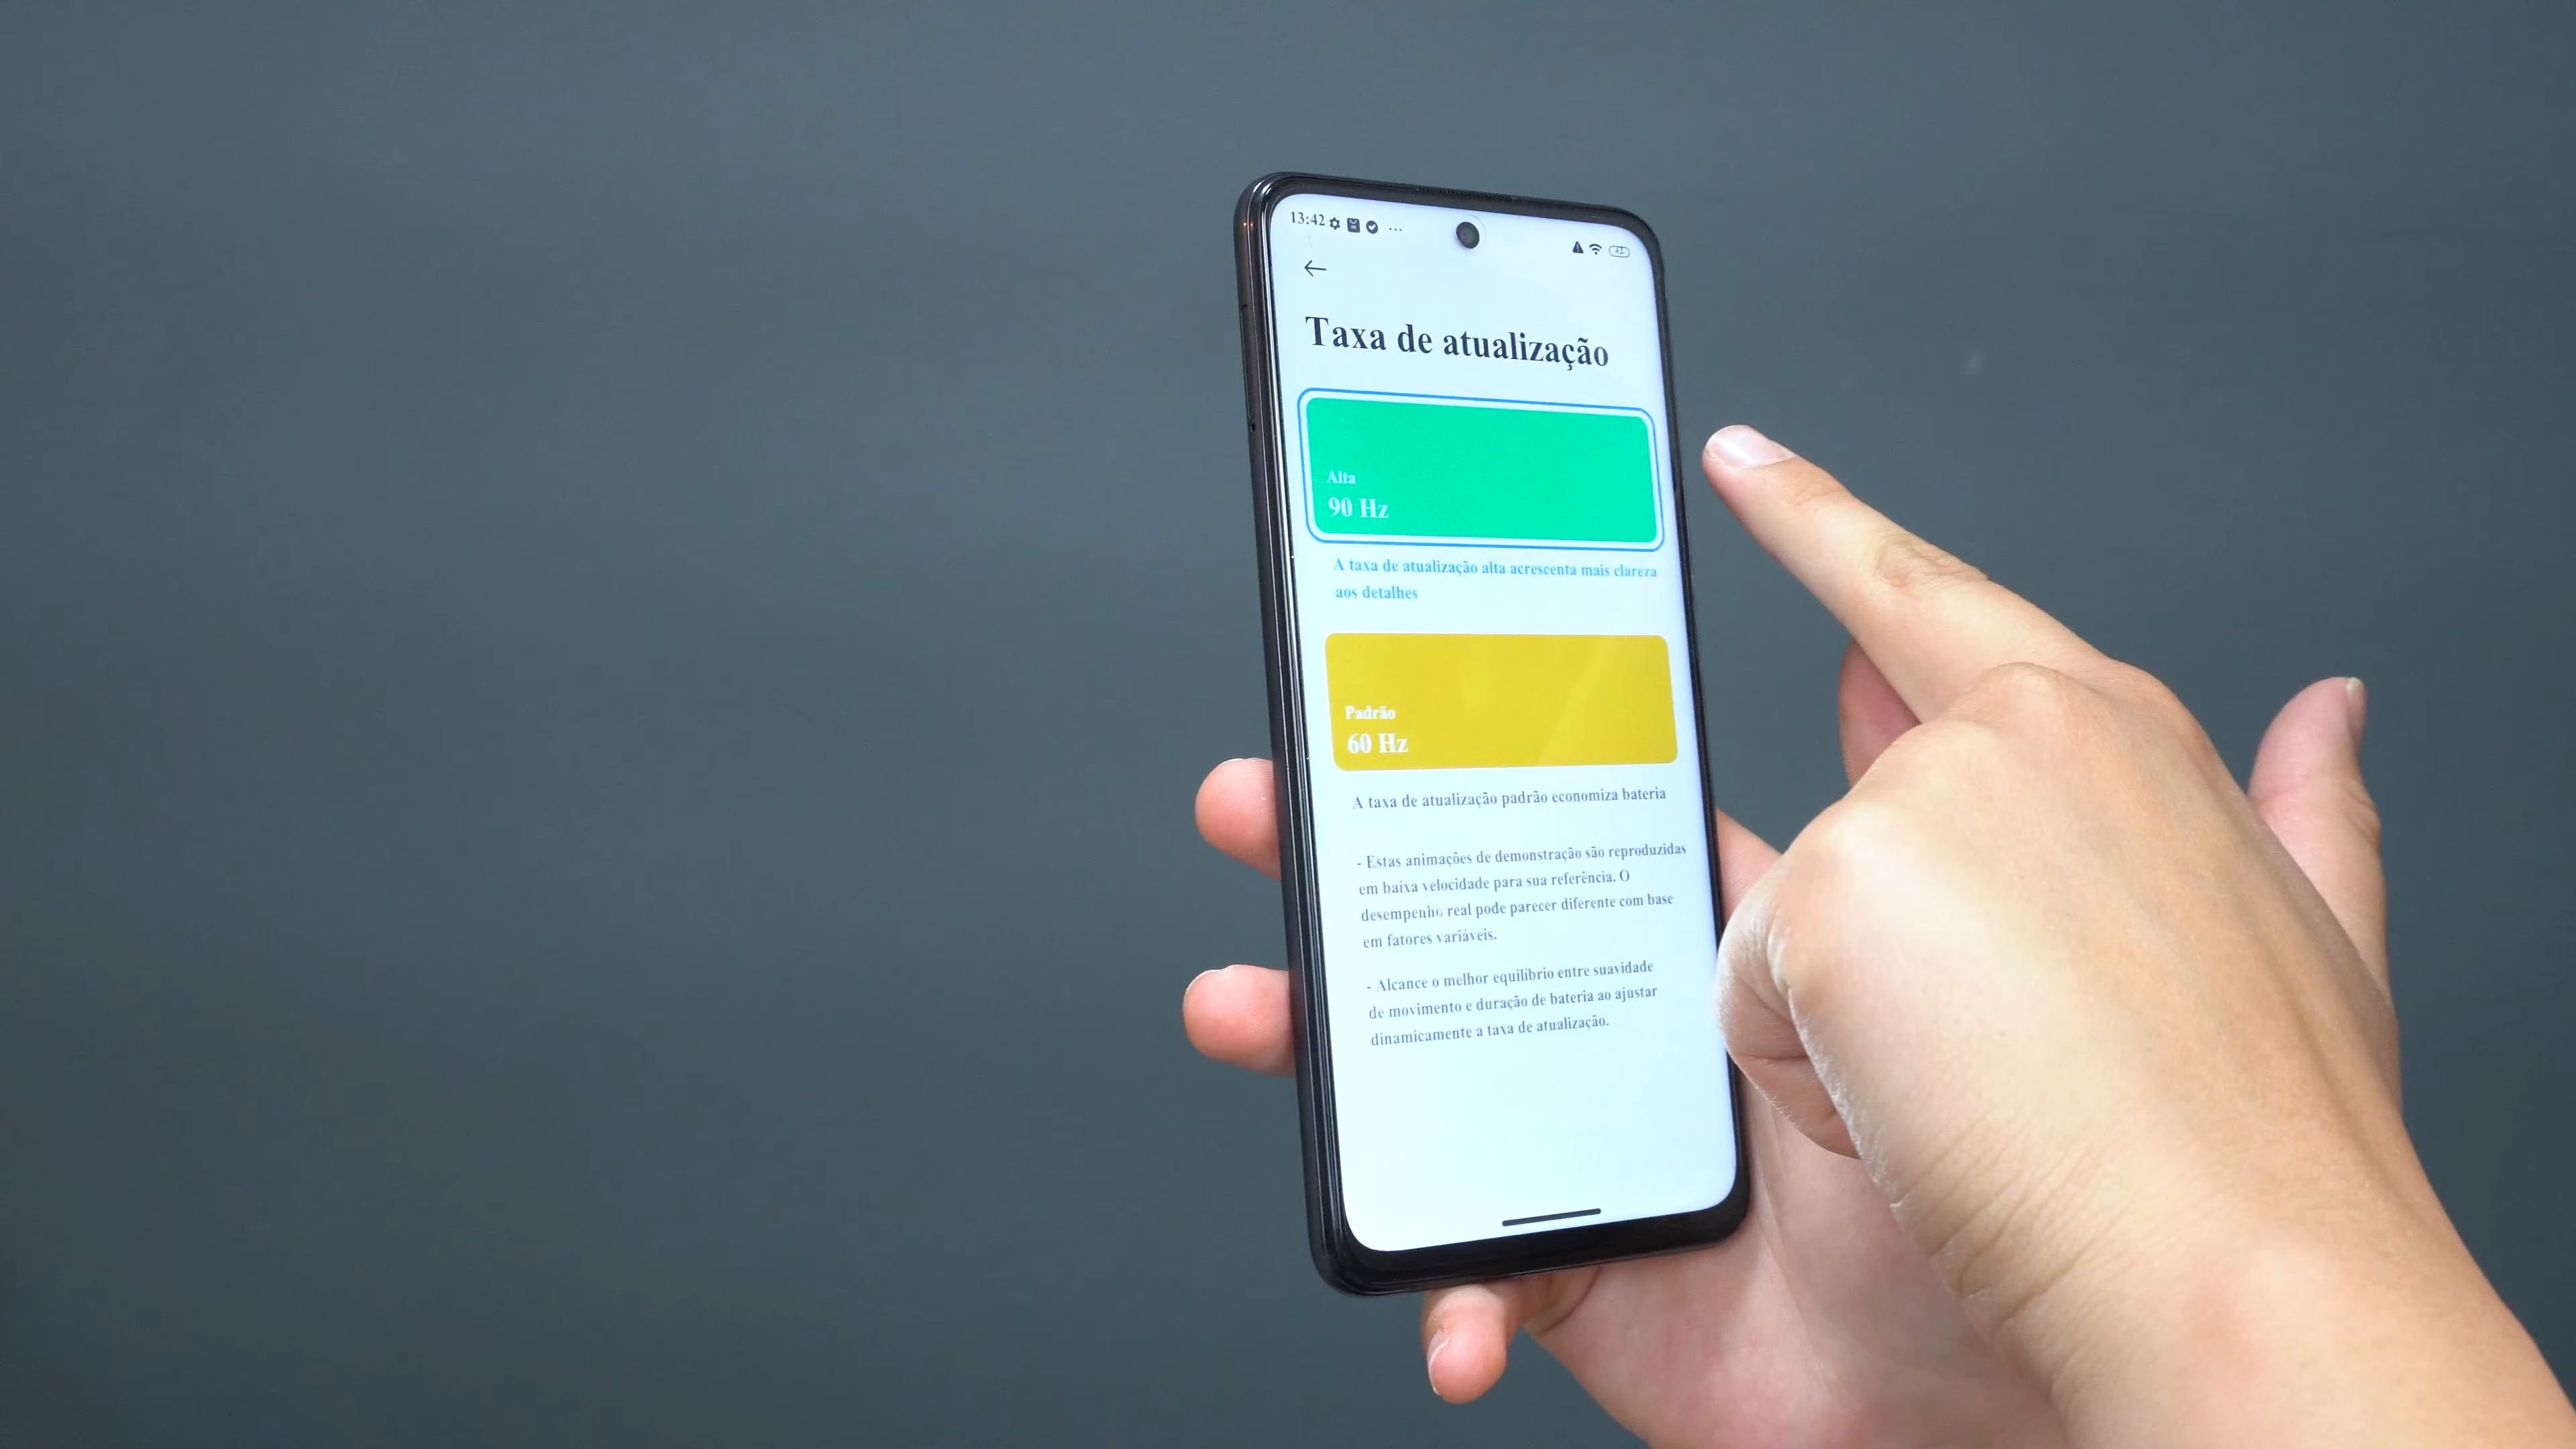 13:42
42
Taxa de atualização
Alta
90 Hz
A taxa de atualização alta acrescenta mais clareza
aos detalhes
Padrão
60 Hz
A taxa de atualização padrão economiza bateria
- Estas animações de demonstração são reproduzidas
em baixa velocidade para sua referência. O
desempenho real pode parecer diferente com base
em fatores variáveis.
- Alcance o melhor equilíbrio entre suavidade
de movimento e duração de bateria ao ajustar
dinamicamente a taxa de atualização.